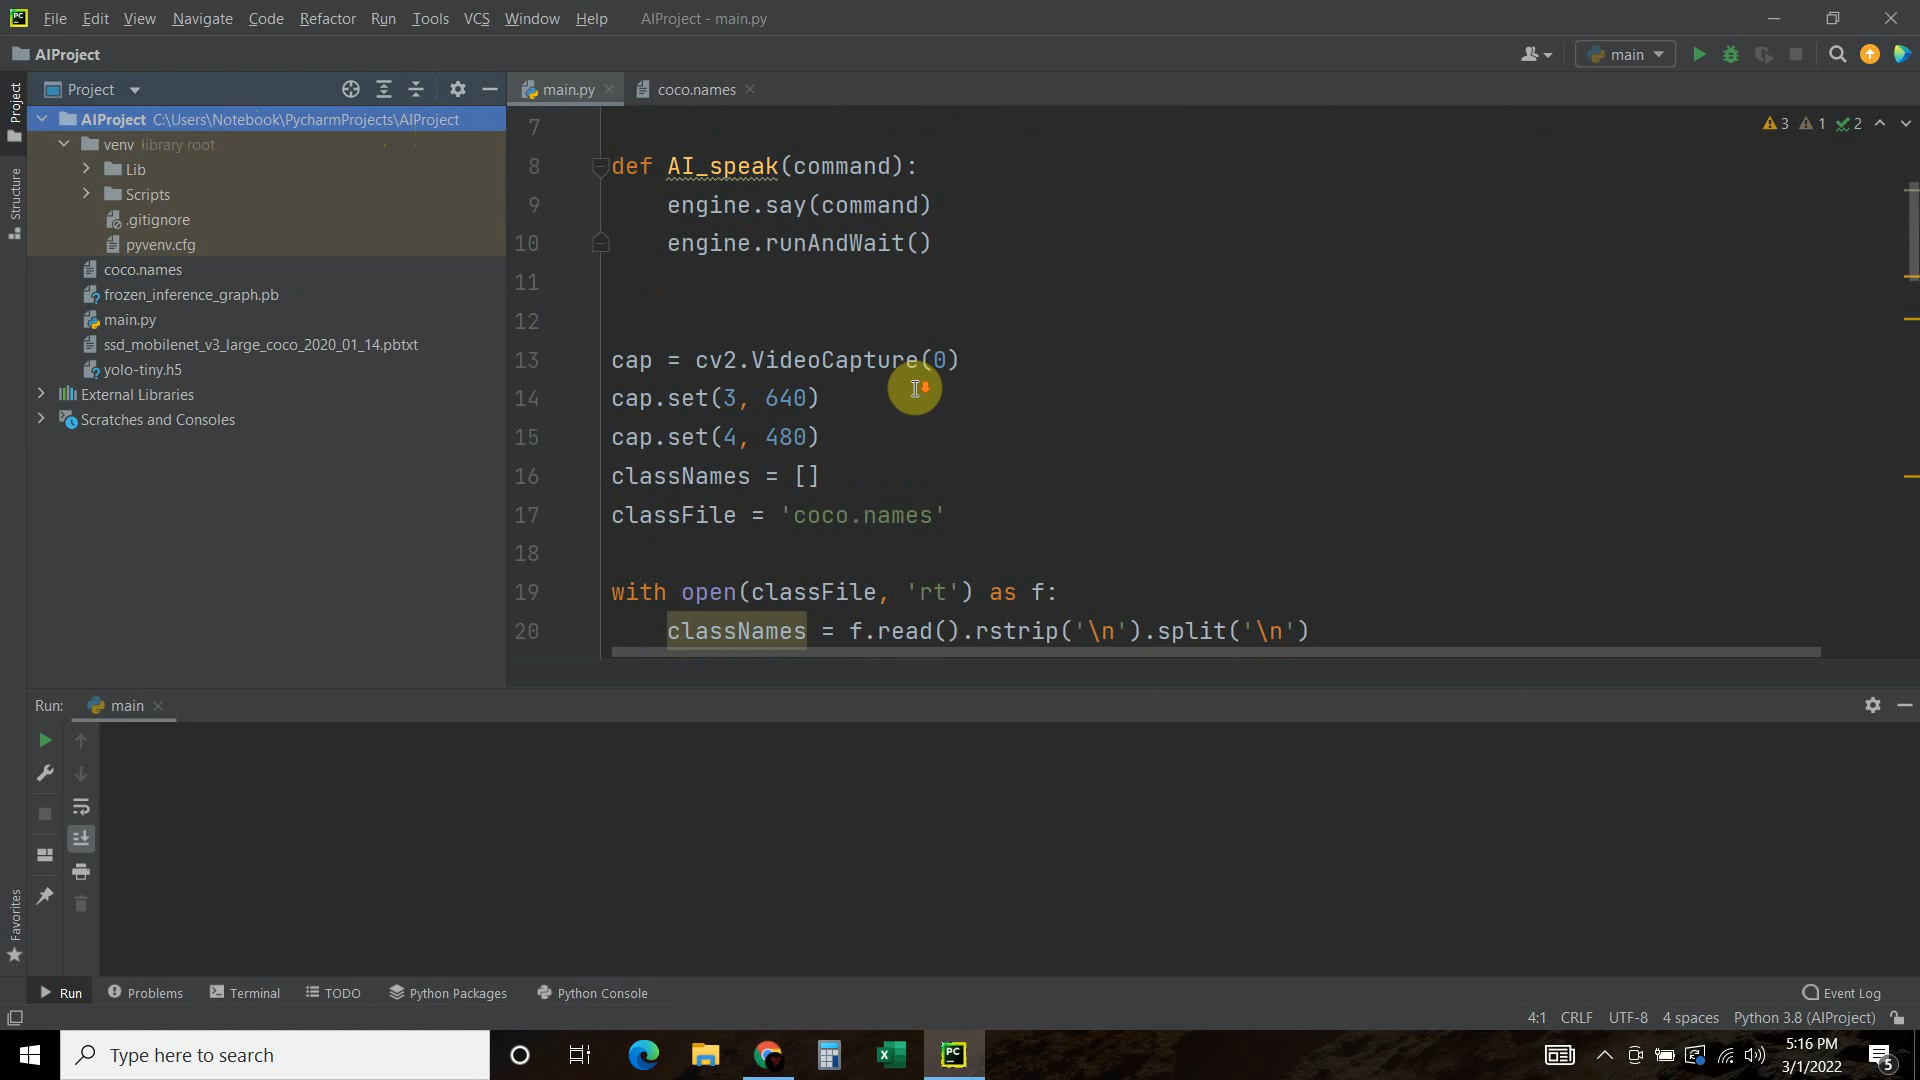 PC File Edit View Navigate Code Refactor Run Tools VCS Window Help AIProject - main.py
AIProject main
Project main.py coco.names
Project
Structure
Favorites
AIProject C:\Users\Notebook\PycharmProjects\AIProject
venv library root
Lib
Scripts
.gitignore
pyvenv.cfg
coco.names
frozen_inference_graph.pb
main.py
ssd_mobilenet_v3_large_coco_2020_01_14.pbtxt
yolo-tiny.h5
External Libraries
Scratches and Consoles
3 1 2
7
8 def AI_speak(command):
9 engine.say(command)
10 engine.runAndWait()
11
12
13 cap = cv2.VideoCapture(0)
14 cap.set(3, 640)
15 cap.set(4, 480)
16 classNames = []
17 classFile = 'coco.names'
18
19 with open(classFile, 'rt') as f:
20 classNames = f.read().rstrip('\n').split('\n')
Run: main
Run Problems Terminal TODO Python Packages Python Console Event Log
4:1 CRLF UTF-8 4 spaces Python 3.8 (AIProject)
Type here to search PC 5:16 PM
3/1/2022
5